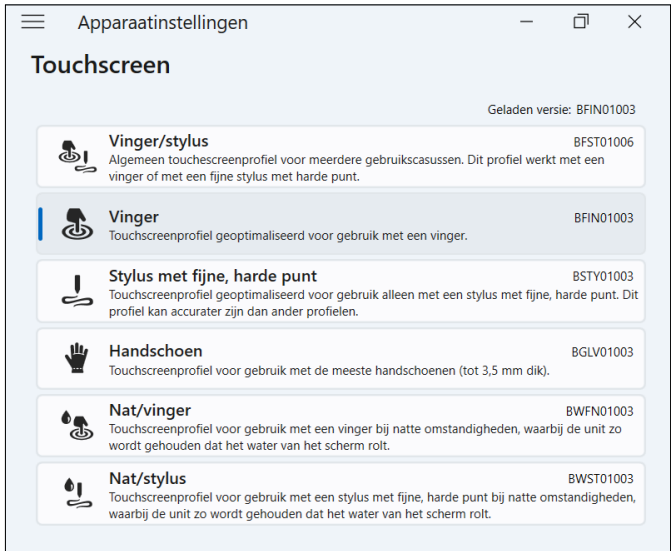 Apparaatinstellingen
Touchscreen
Geladen versie: BFIN01003
Vinger/stylus BFST01006
Algemeen touchescreenprofiel voor meerdere gebruikscasussen. Dit profiel werkt met een
vinger of met een fijne stylus met harde punt.
Vinger BFIN01003
Touchscreenprofiel geoptimaliseerd voor gebruik met een vinger.
Stylus met fijne, harde punt BSTY01003
Touchscreenprofiel geoptimaliseerd voor gebruik alleen met een stylus met fijne, harde punt. Dit
profiel kan accurater zijn dan ander profielen.
Handschoen BGLV01003
Touchscreenprofiel voor gebruik met de meeste handschoenen (tot 3,5 mm dik).
Nat/vinger BWFN01003
Touchscreenprofiel voor gebruik met een vinger bij natte omstandigheden, waarbij de unit zo
wordt gehouden dat het water van het scherm rolt.
Nat/stylus BWST01003
Touchscreenprofiel voor gebruik met een stylus met fijne, harde punt bij natte omstandigheden,
waarbij de unit zo wordt gehouden dat het water van het scherm rolt.